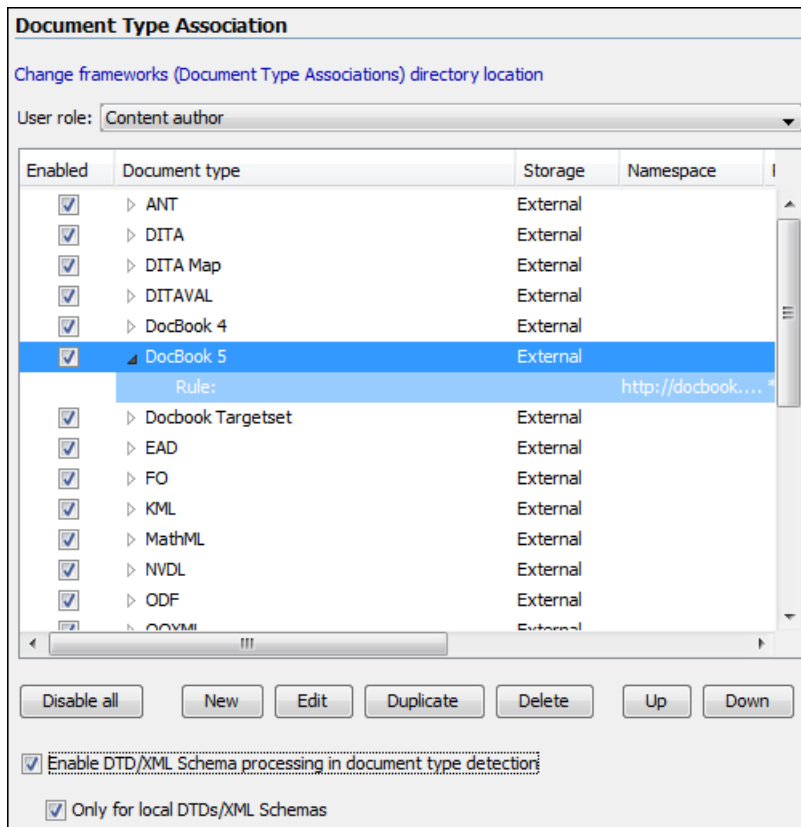 Document Type Association
Change frameworks (Document Type Associations) directory location
User role: Content author
Enabled Document type Storage Namespace
ANT External
DITA External
DITA Map External
DITAVAL External
DocBook 4 External
DocBook 5 External
Rule: http://docbook.... *
Docbook Targetset External
EAD External
FO External
KML External
MathML External
NVDL External
ODF External
OOXML External
Disable all New Edit Duplicate Delete Up Down
Enable DTD/XML Schema processing in document type detection
Only for local DTDs/XML Schemas